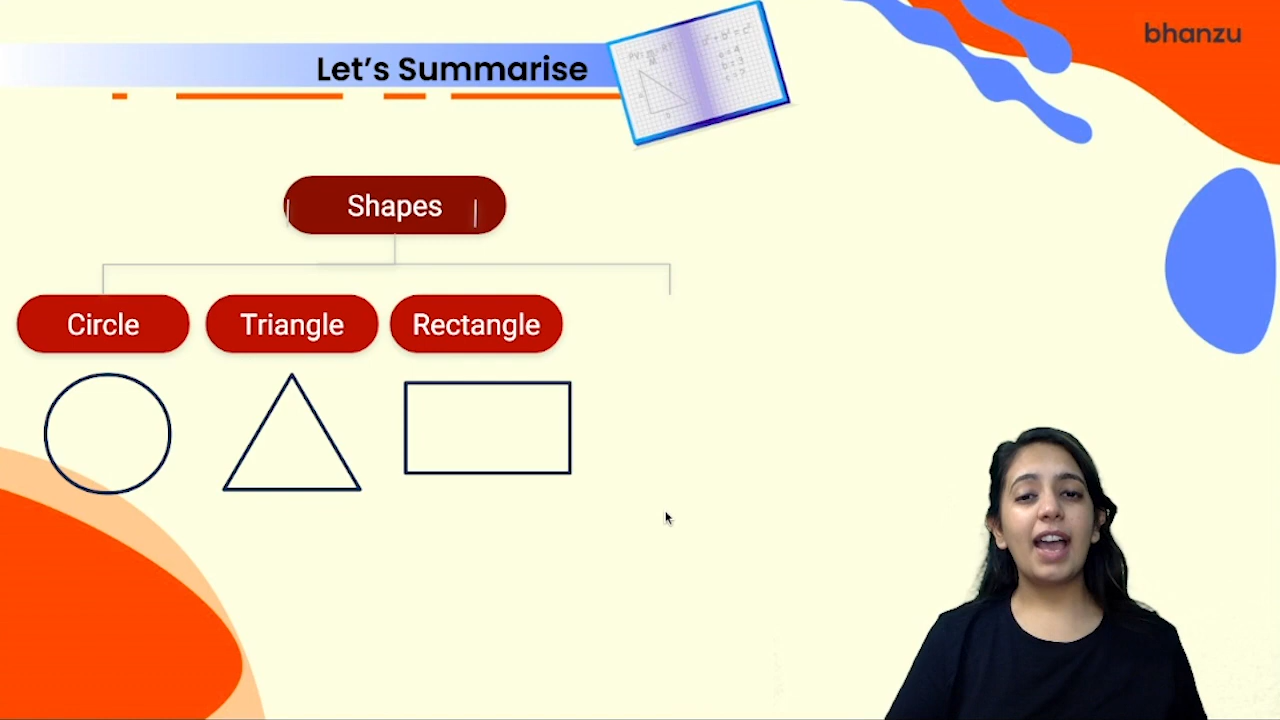 Let's Summarise
bhanzu
Shapes
Circle
Triangle
Rectangle